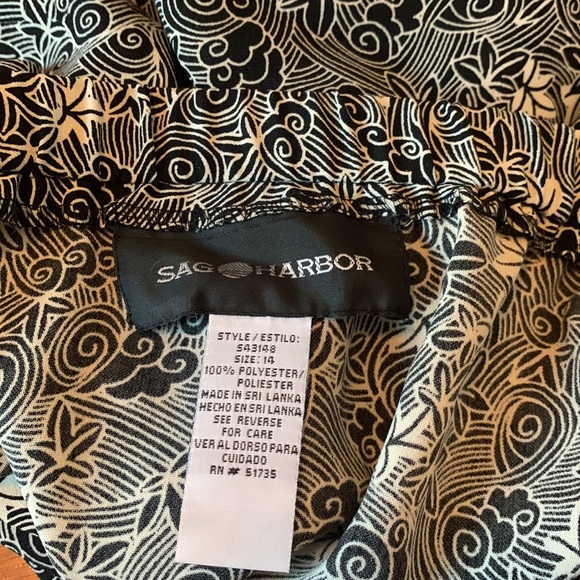 SAG HARBOR
STYLE / ESTILO:
S43148
SIZE: 14
100% POLYESTER/
POLIESTER
MADE IN SRI LANKA
HECHO EN SRI LANKA
SEE REVERSE
FOR CARE
VER AL DORSO PARA
CUIDADO
RN # 51735